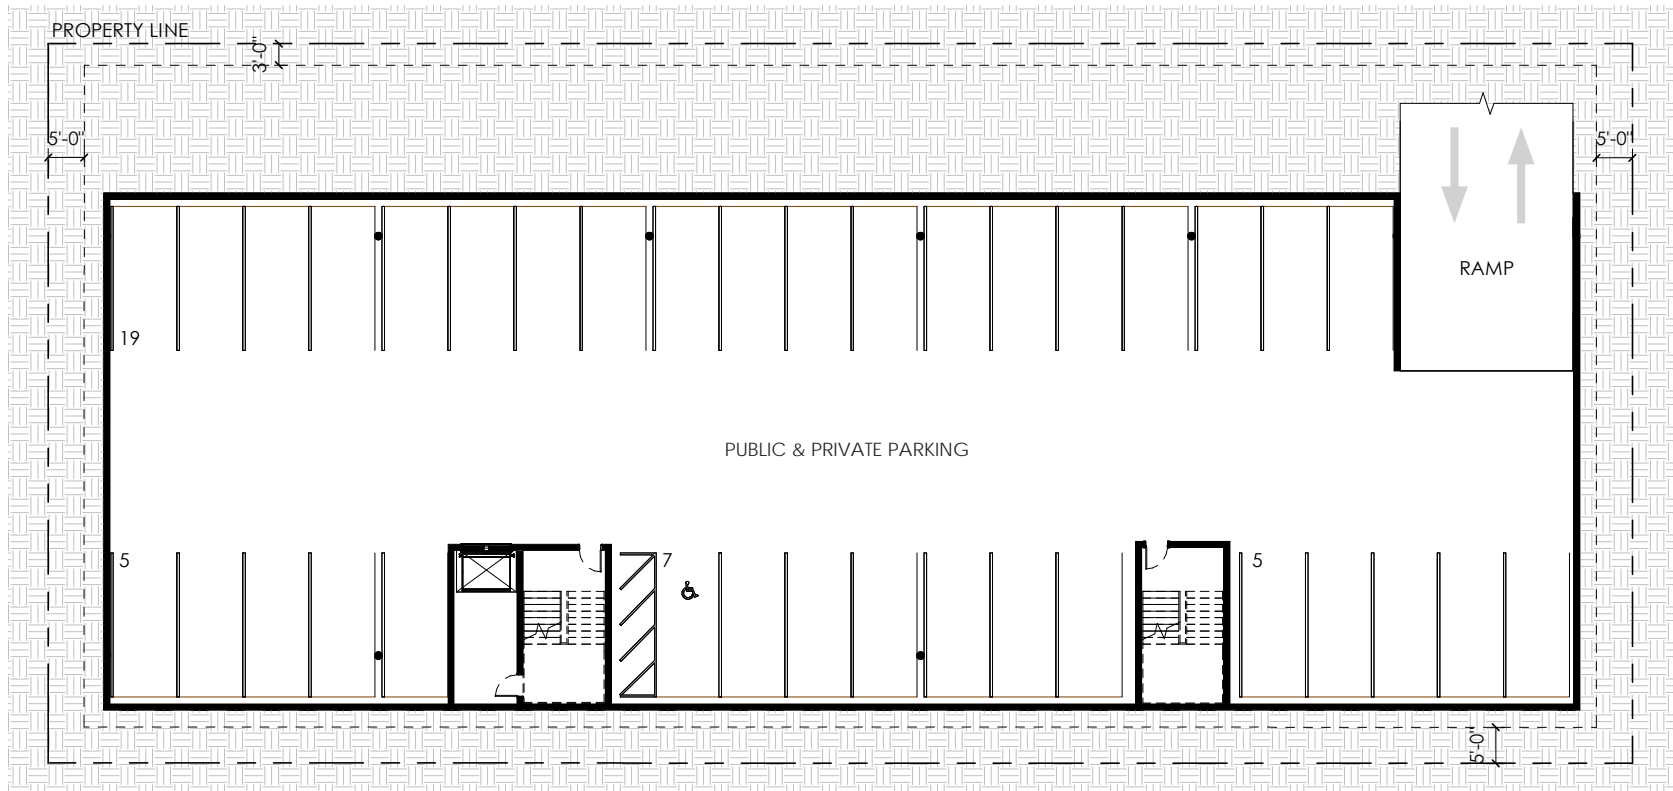 PROPERTY LINE
3'-0"
5'-0"
5'-0"
RAMP
19
PUBLIC & PRIVATE PARKING
5
7
5
5'-0"